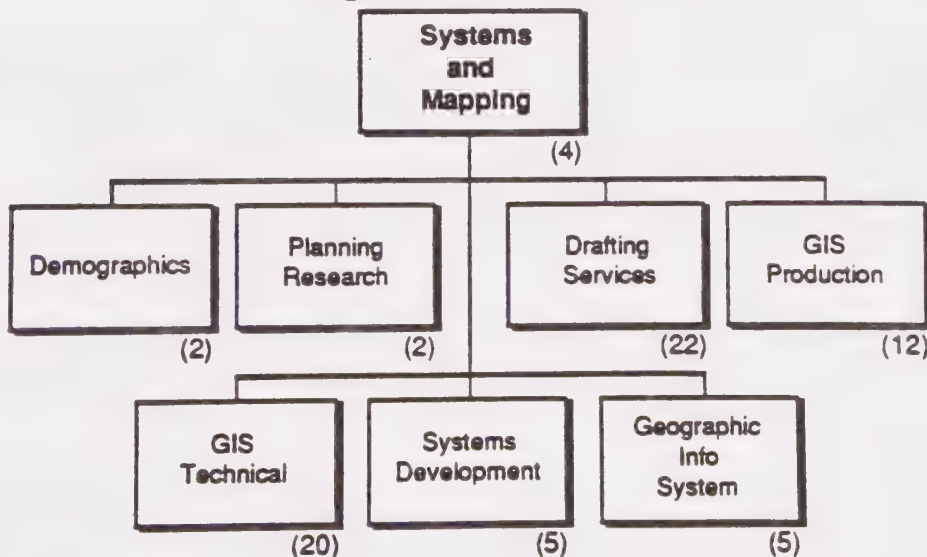 Systems
and
Mapping
(4)
Demographics
(2)
Planning
Research
(2)
Drafting
Services
(22)
GIS
Production
(12)
GIS
Technical
(20)
Systems
Development
(5)
Geographic
Info
System
(5)